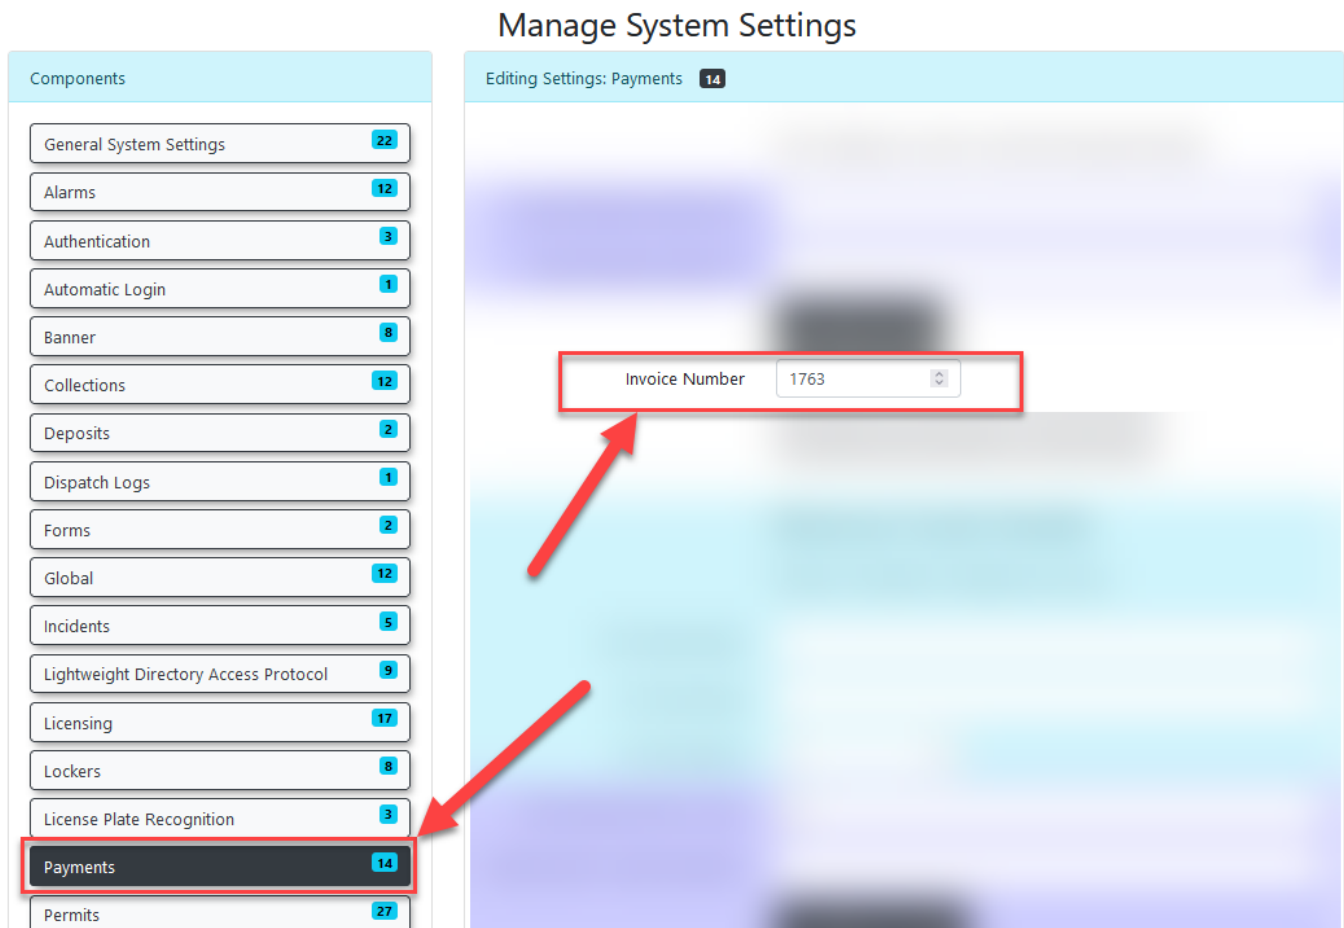 Manage System Settings
Components
General System Settings 22
Alarms 12
Authentication 3
Automatic Login 1
Banner 8
Collections 12
Deposits 2
Dispatch Logs 1
Forms 2
Global 12
Incidents 5
Lightweight Directory Access Protocol 9
Licensing 17
Lockers 8
License Plate Recognition 3
Payments 14
Permits 27
Editing Settings: Payments 14
Invoice Number 1763